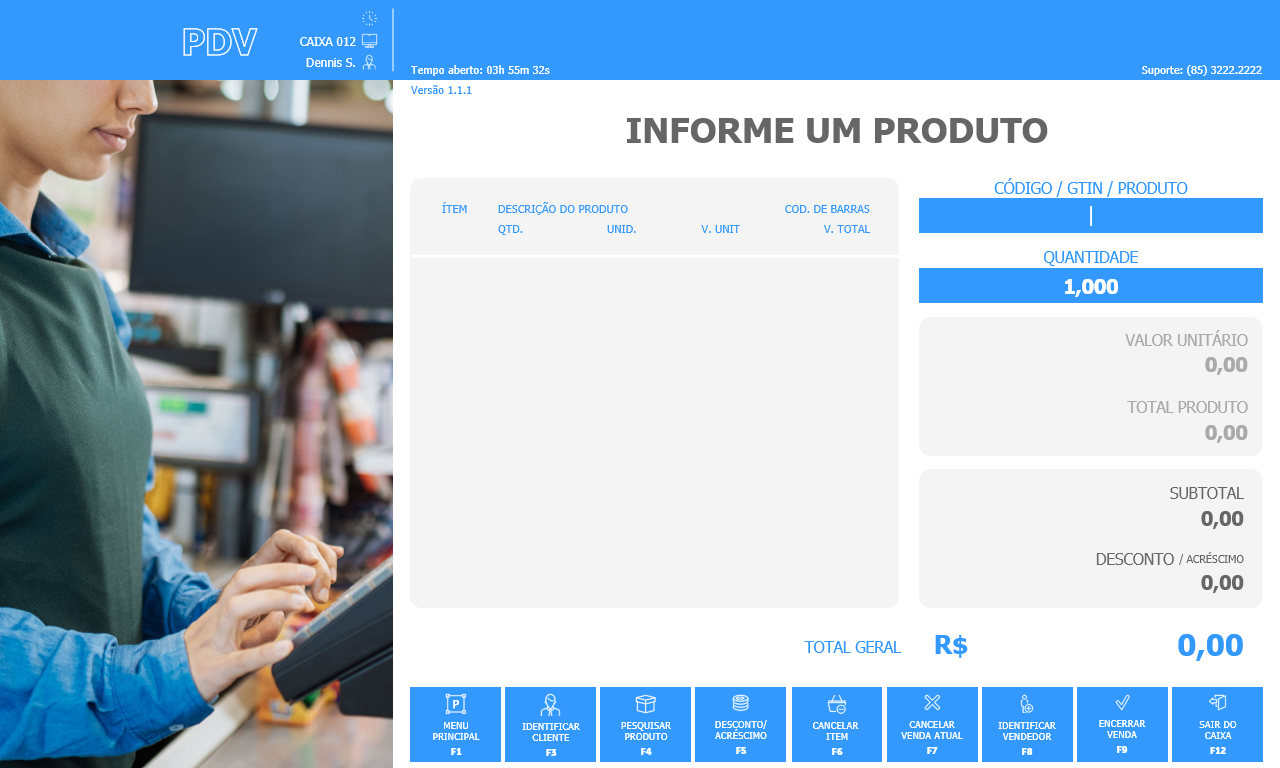 PDV
CAIXA 012
Dennis S.
Tempo aberto: 03h 55m 32s
Suporte: (85) 3222.2222
Versão 1.1.1
INFORME UM PRODUTO
ÍTEM DESCRIÇÃO DO PRODUTO COD. DE BARRAS
QTD. UNID. V. UNIT V. TOTAL
CÓDIGO / GTIN / PRODUTO
QUANTIDADE
1,000
VALOR UNITÁRIO
0,00
TOTAL PRODUTO
0,00
SUBTOTAL
0,00
DESCONTO / ACRÉSCIMO
0,00
TOTAL GERAL R$ 0,00
P
MENU
PRINCIPAL
F1
IDENTIFICAR
CLIENTE
F3
PESQUISAR
PRODUTO
F4
DESCONTO/
ACRÉSCIMO
F5
CANCELAR
ITEM
F6
CANCELAR
VENDA ATUAL
F7
IDENTIFICAR
VENDEDOR
F8
ENCERRAR
VENDA
F9
SAIR DO
CAIXA
F12